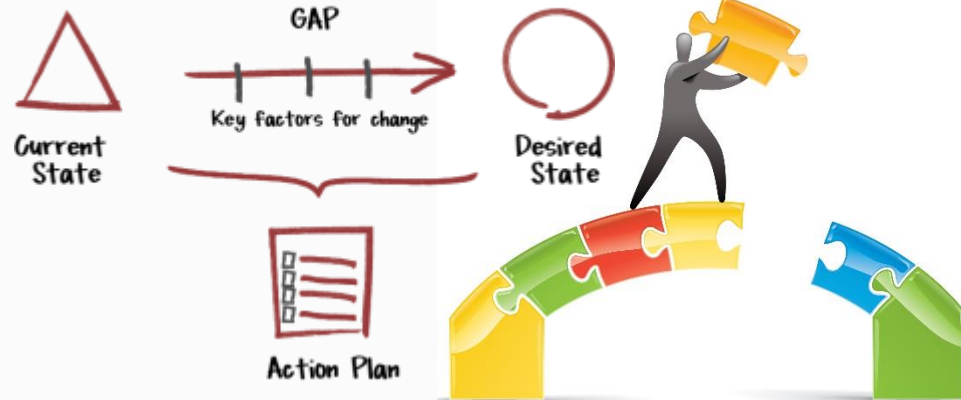 GAP
Key factors for change
Current
State
Desired
State
Action Plan